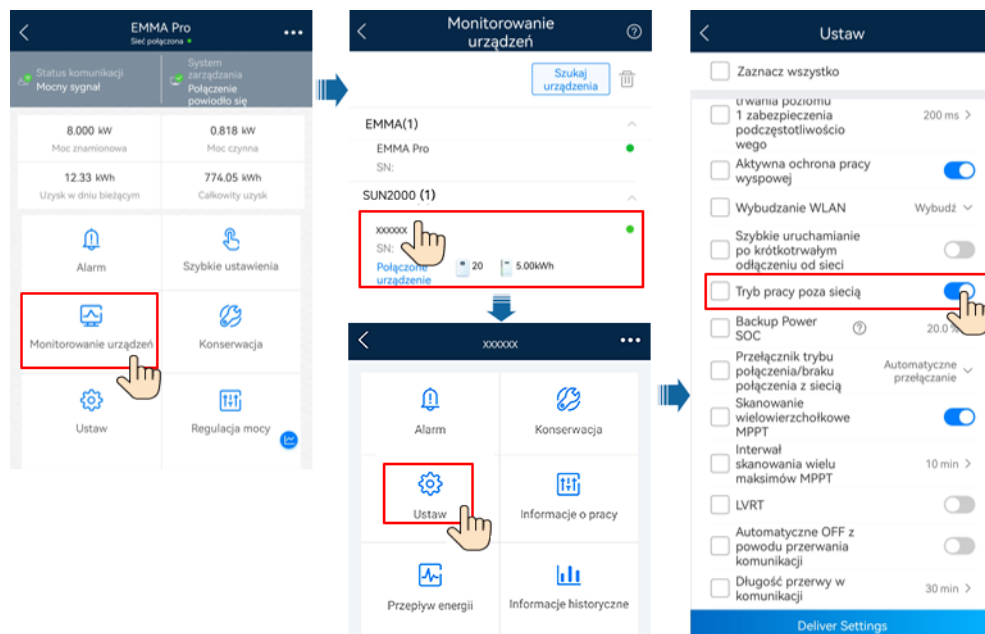 EMMA Pro
Sieć połączona
Status komunikacji
Mocny sygnał
System
zarządzania
Połączenie
powiodło się
8.000 kW
Moc znamionowa
0.818 kW
Moc czynna
12.33 kWh
Uzysk w dniu bieżącym
774.05 kWh
Całkowity uzysk
Alarm
Szybkie ustawienia
Monitorowanie urządzeń
Konserwacja
Ustaw
Regulacja mocy
Monitorowanie
urządzeń
Szukaj
urządzenia
EMMA(1)
EMMA Pro
SN:
SUN2000 (1)
xxxxxx
SN:
Połączone
urządzenie
20
5.00kWh
xxxxxx
Alarm
Konserwacja
Ustaw
Informacje o pracy
Przepływ energii
Informacje historyczne
Ustaw
Zaznacz wszystko
trwania poziomu
1 zabezpieczenia
podczęstotliwościo
wego
200 ms
Aktywna ochrona pracy
wyspowej
Wybudzanie WLAN
Wybudź
Szybkie uruchamianie
po krótkotrwałym
odłączeniu od sieci
Tryb pracy poza siecią
Backup Power
SOC
20.0
Przełącznik trybu
połączenia/braku
połączenia z siecią
Automatyczne
przełączanie
Skanowanie
wielowierzchołkowe
MPPT
Interwał
skanowania wielu
maksimów MPPT
10 min
LVRT
Automatyczne OFF z
powodu przerwania
komunikacji
Długość przerwy w
komunikacji
30 min
Deliver Settings